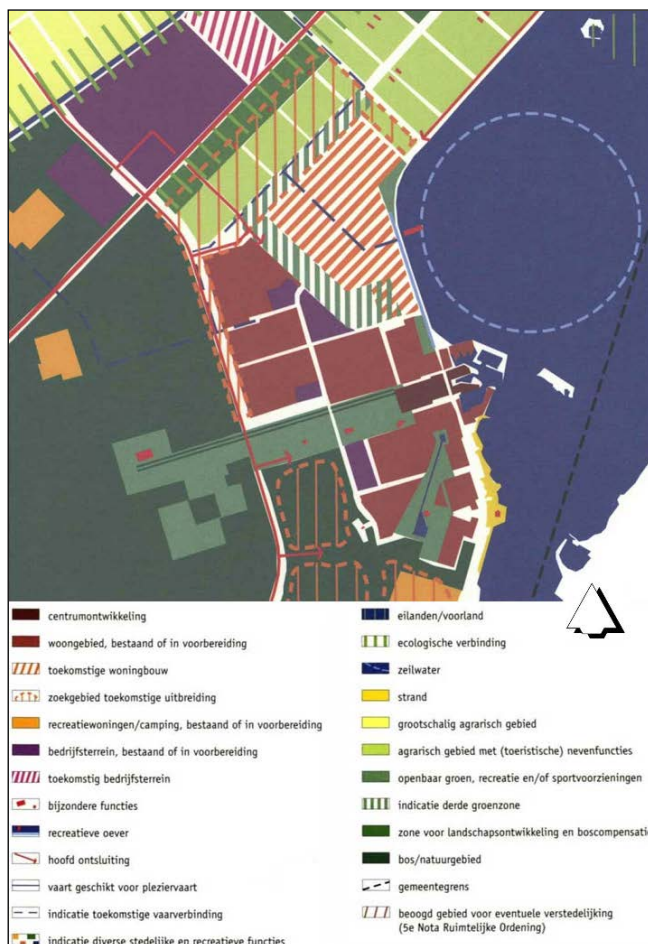 centrumontwikkeling
woongebied, bestaand of in voorbereiding
toekomstige woningbouw
zoekgebied toekomstige uitbreiding
recreatiewoningen/camping, bestaand of in voorbereiding
bedrijfsterrein, bestaand of in voorbereiding
toekomstig bedrijfsterrein
bijzondere functies
recreatieve oever
hoofd ontsluiting
vaart geschikt voor pleziervaart
indicatie toekomstige vaarverbinding
indicatie diverse stedelijke en recreatieve functies
eilanden/voorland
ecologische verbinding
zeilwater
strand
grootschalig agrarisch gebied
agrarisch gebied met (toeristische) nevenfuncties
openbaar groen, recreatie en/of sportvoorzieningen
indicatie derde groenzone
zone voor landschapsontwikkeling en boscompensatie
bos/natuurgebied
gemeentegrens
beoogd gebied voor eventuele verstedelijking
(5e Nota Ruimtelijke Ordening)